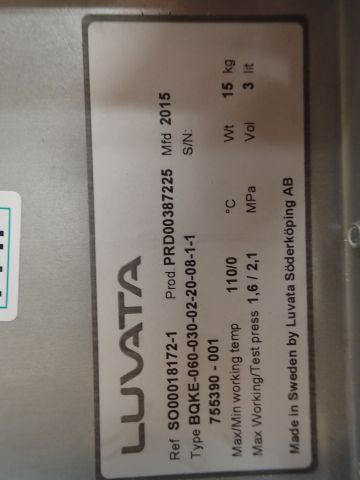 LUVATA
Ref SO00018172-1 Prod. PRD00387225 Mfd 2015
Type BQKE-060-030-02-20-08-1-1 S/N:
755390 - 001
Max/Min working temp 110/0 °C Wt 15 kg
Max Working/Test press 1,6 / 2,1 MPa Vol 3 lit
Made in Sweden by Luvata Söderköping AB